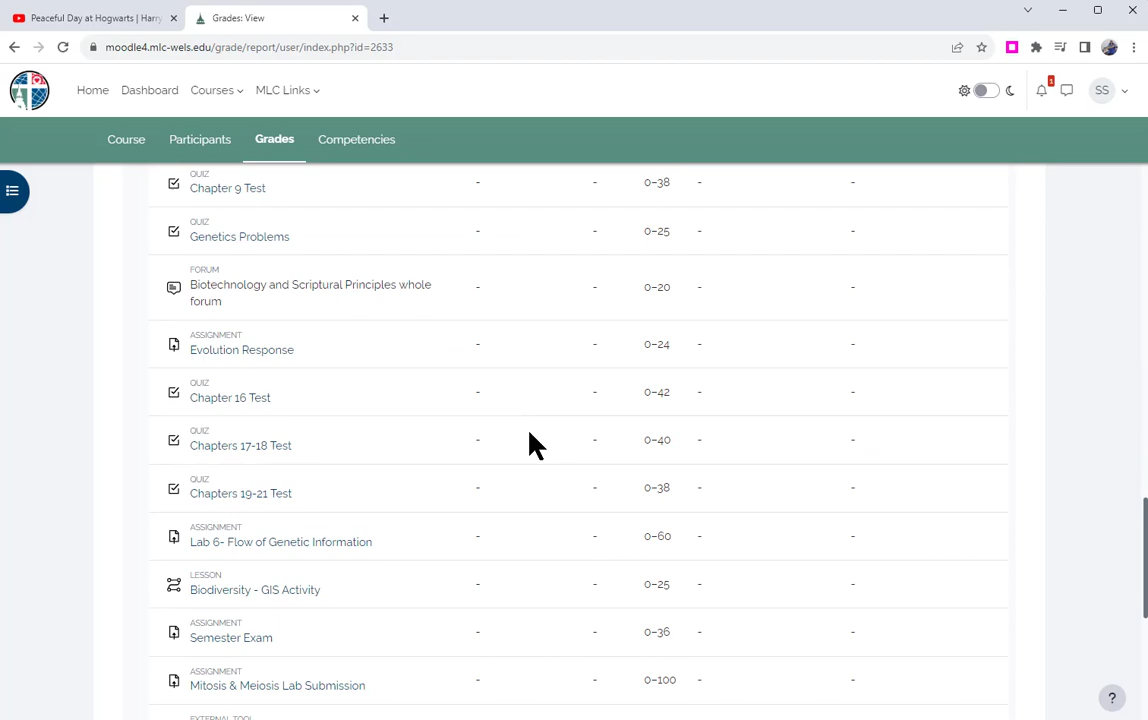 Peaceful Day at Hogwarts | Harry
Grades: View
moodle4.mlc-wels.edu/grade/report/user/index.php?id=2633
Home Dashboard Courses MLC Links
1
SS
Course Participants Grades Competencies
QUIZ
Chapter 9 Test - - 0–38 - -
QUIZ
Genetics Problems - - 0–25 - -
FORUM
Biotechnology and Scriptural Principles whole
forum - - 0–20 - -
ASSIGNMENT
Evolution Response - - 0–24 - -
QUIZ
Chapter 16 Test - - 0–42 - -
QUIZ
Chapters 17-18 Test - - 0–40 - -
QUIZ
Chapters 19-21 Test - - 0–38 - -
ASSIGNMENT
Lab 6- Flow of Genetic Information - - 0–60 - -
LESSON
Biodiversity - GIS Activity - - 0–25 - -
ASSIGNMENT
Semester Exam - - 0–36 - -
ASSIGNMENT
Mitosis & Meiosis Lab Submission - - 0–100 - -
EXTERNAL TOOL
?